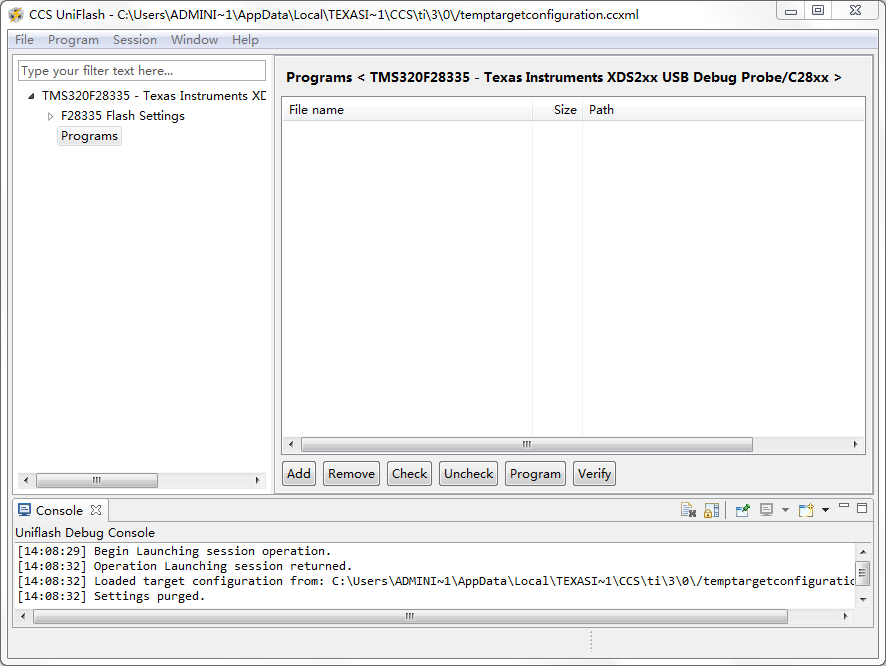 CCS UniFlash - C:\Users\ADMINI~1\AppData\Local\TEXASI~1\CCS\ti\3\0\/temptargetconfiguration.ccxml
File Program Session Window Help
Type your filter text here...
TMS320F28335 - Texas Instruments XD
F28335 Flash Settings
Programs
Programs < TMS320F28335 - Texas Instruments XDS2xx USB Debug Probe/C28xx >
File name Size Path
Add Remove Check Uncheck Program Verify
Console
Uniflash Debug Console
[14:08:29] Begin Launching session operation.
[14:08:32] Operation Launching session returned.
[14:08:32] Loaded target configuration from: C:\Users\ADMINI~1\AppData\Local\TEXASI~1\CCS\ti\3\0\/temptargetconfiguratio
[14:08:32] Settings purged.